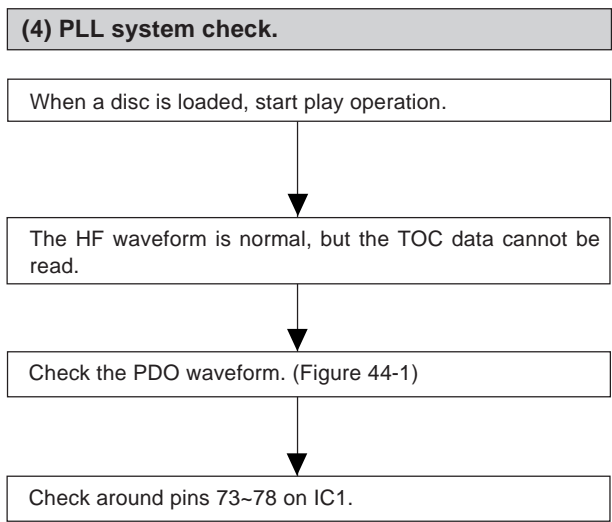 (4) PLL system check.
When a disc is loaded, start play operation.
The HF waveform is normal, but the TOC data cannot be
read.
Check the PDO waveform. (Figure 44-1)
Check around pins 73~78 on IC1.